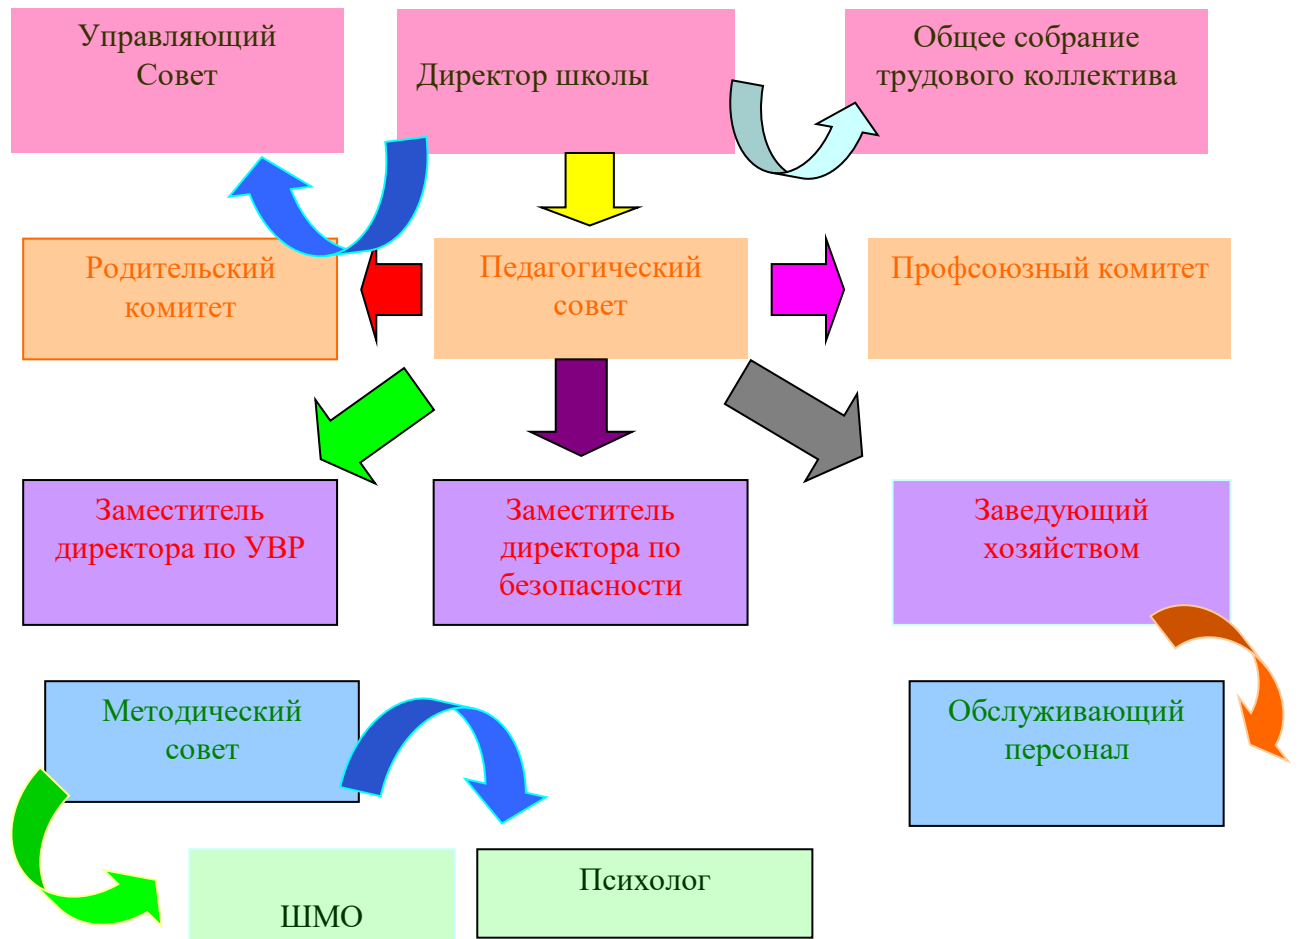 Управляющий
Совет
Директор школы
Общее собрание
трудового коллектива
Родительский
комитет
Педагогический
совет
Профсоюзный комитет
Заместитель
директора по УВР
Заместитель
директора по
безопасности
Заведующий
хозяйством
Методический
совет
Обслуживающий
персонал
ШМО
Психолог